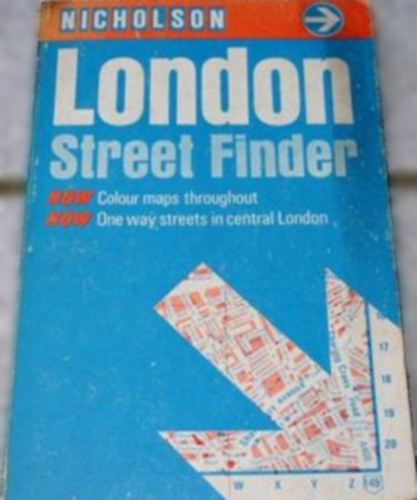 NICHOLSON
London
Street Finder
NOW Colour maps throughout
NOW One way streets in central London
17
18
19
20
W X Y Z 149